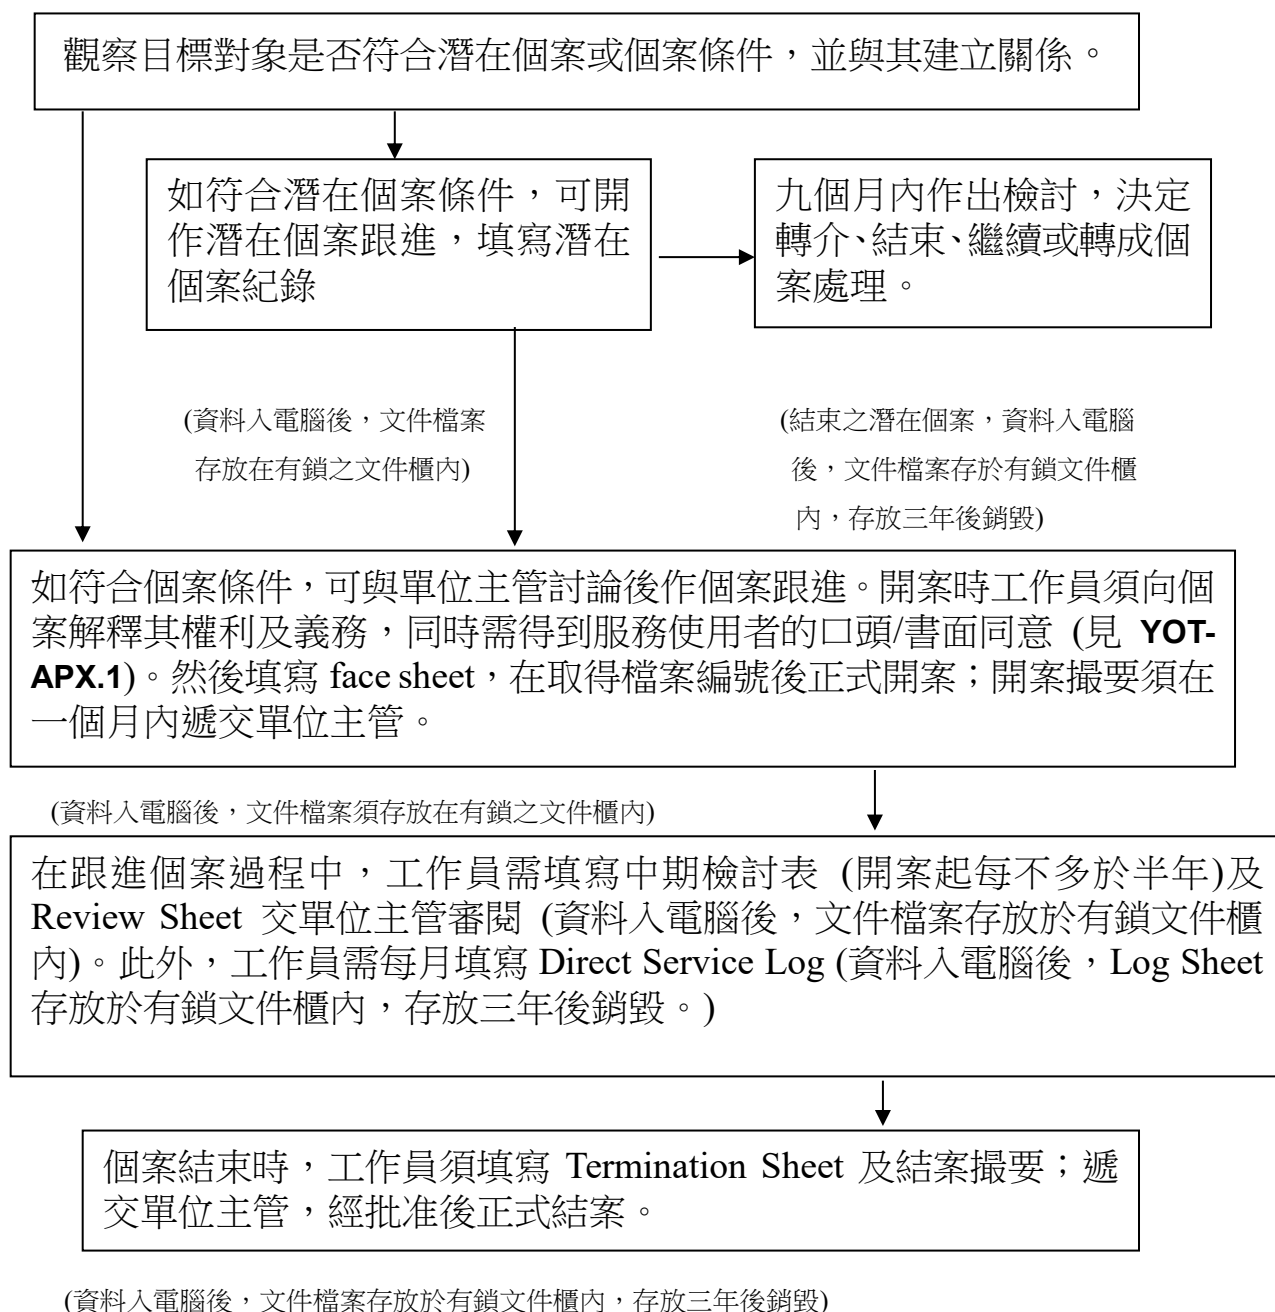 觀察目標對象是否符合潛在個案或個案條件，並與其建立關係。
如符合潛在個案條件，可開
作潛在個案跟進，填寫潛在
個案紀錄
九個月內作出檢討，決定
轉介、結束、繼續或轉成個
案處理。
(資料入電腦後，文件檔案
存放在有鎖之文件櫃內)
(結束之潛在個案，資料入電腦
後，文件檔案存於有鎖文件櫃
內，存放三年後銷毀)
如符合個案條件，可與單位主管討論後作個案跟進。開案時工作員須向個
案解釋其權利及義務，同時需得到服務使用者的口頭/書面同意 (見 YOT-
APX.1)。然後填寫 face sheet，在取得檔案編號後正式開案；開案撮要須在
一個月內遞交單位主管。
(資料入電腦後，文件檔案須存放在有鎖之文件櫃內)
在跟進個案過程中，工作員需填寫中期檢討表 (開案起每不多於半年)及
Review Sheet 交單位主管審閱 (資料入電腦後，文件檔案存放於有鎖文件櫃
內)。此外，工作員需每月填寫 Direct Service Log (資料入電腦後，Log Sheet
存放於有鎖文件櫃內，存放三年後銷毀。)
個案結束時，工作員須填寫 Termination Sheet 及結案撮要；遞
交單位主管，經批准後正式結案。
(資料入電腦後，文件檔案存放於有鎖文件櫃內，存放三年後銷毀)